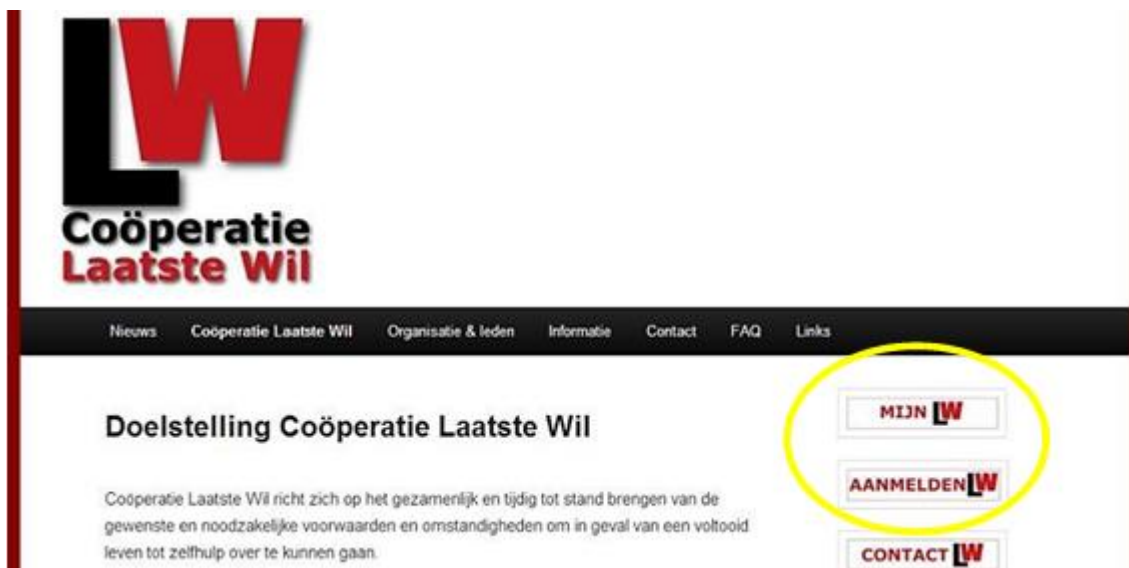 LW
Coöperatie
Laatste Wil
Nieuws Coöperatie Laatste Wil Organisatie & leden Informatie Contact FAQ Links
Doelstelling Coöperatie Laatste Wil
Coöperatie Laatste Wil richt zich op het gezamenlijk en tijdig tot stand brengen van de
gewenste en noodzakelijke voorwaarden en omstandigheden om in geval van een voltooid
leven tot zelfhulp over te kunnen gaan.
MIJN LW
AANMELDEN LW
CONTACT LW